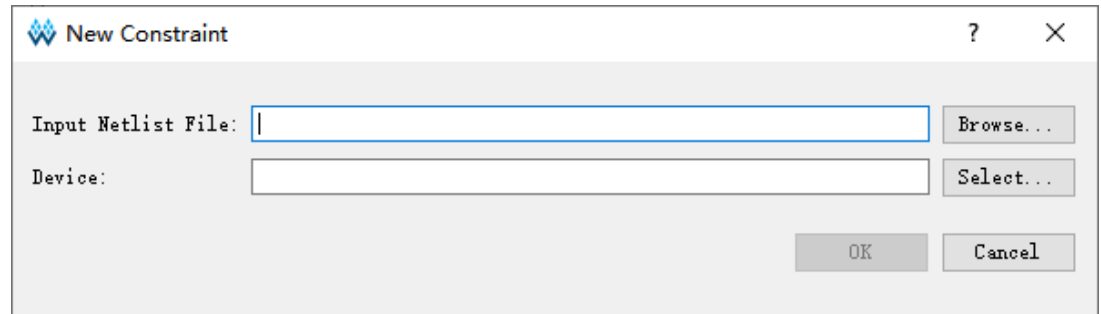 New Constraint ?
Input Netlist File: Browse...
Device: Select...
OK Cancel